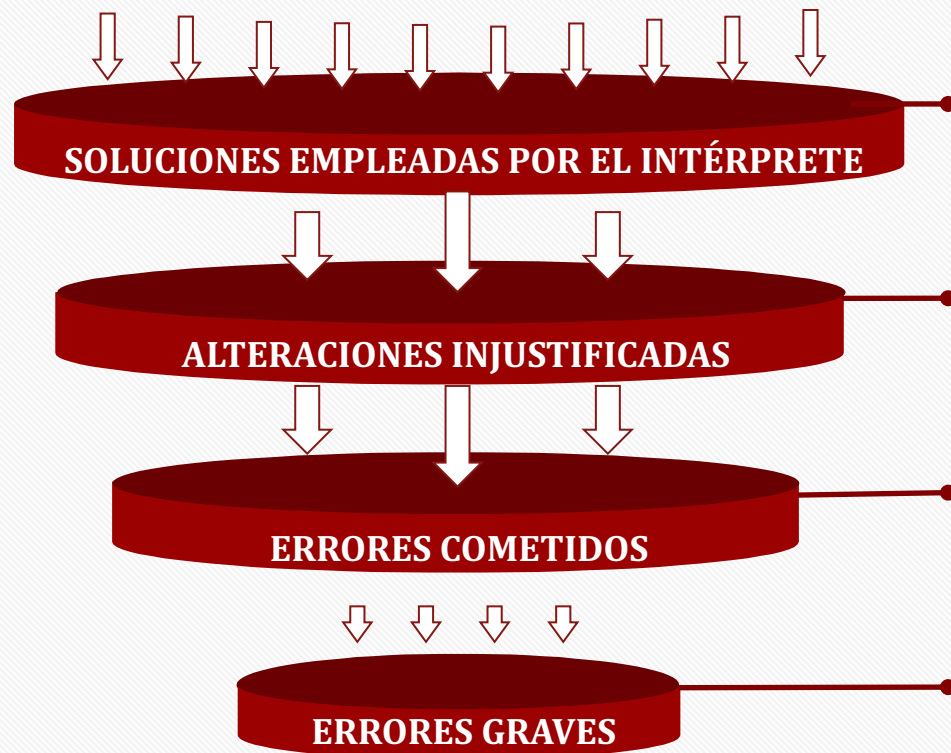 SOLUCIONES EMPLEADAS POR EL INTÉRPRETE
ALTERACIONES INJUSTIFICADAS
ERRORES COMETIDOS
ERRORES GRAVES